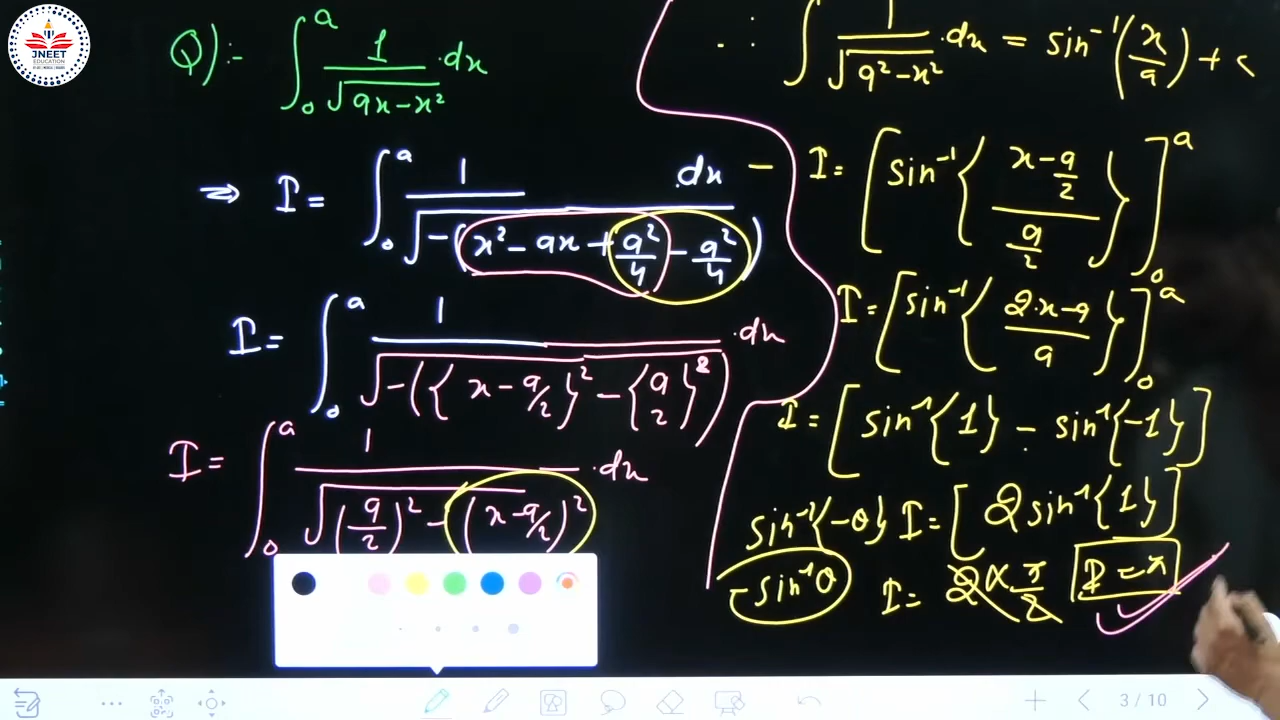 JNEET
EDUCATION
Q):- ∫₀ᵃ 1/√(ax-x²) .dx
⇒ I = ∫₀ᵃ 1/√(-(x² - ax + a²/4 - a²/4)) .dx
I = ∫₀ᵃ 1/√(-({x - a/2}² - {a/2}²)) .dx
I = ∫₀ᵃ 1/√((a/2)² - (x - a/2)²) .dx
∴ ∫ 1/√(a²-x²) .dx = sin⁻¹(x/a) + c
- I = [sin⁻¹{(x - a/2)/(a/2)}]₀ᵃ
I = [sin⁻¹{(2·x-a)/a}]₀ᵃ
I = [sin⁻¹{1} - sin⁻¹{-1}]
sin⁻¹{-θ} I = [2sin⁻¹{1}]
-sin⁻¹θ I = 2 × π/2 I = π
3 / 10